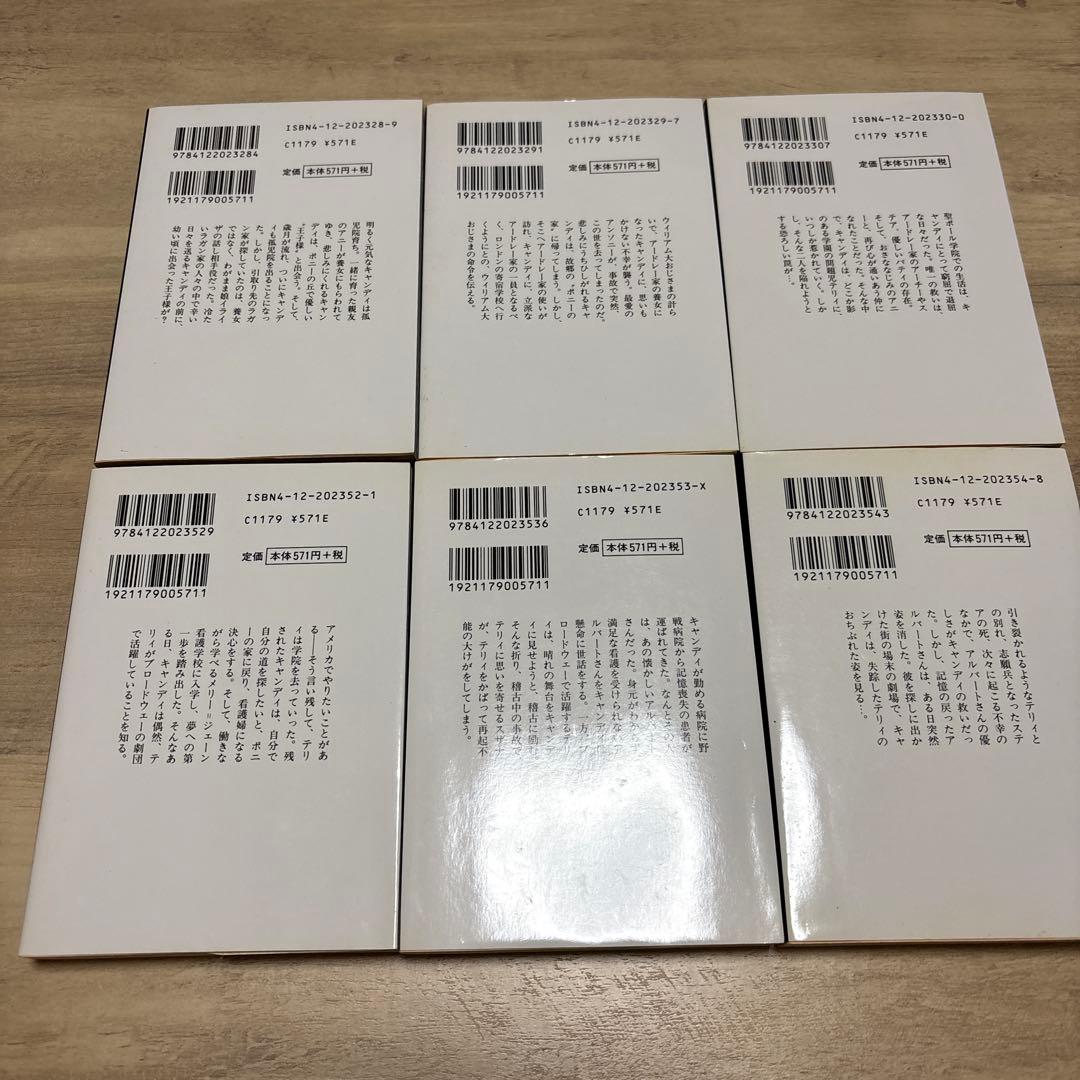 ISBN4-12-202328-9
9784122023284
C1179 ¥571E
定価 本体571円+税
1921179005711
明るく元気なキャンディは孤
児院育ち。一緒に育った親友
のアニーが養女にもらわれて
ゆき、悲しみにくれるキャン
ディは、ポニーの丘で優しい
〝王子様〟と出会う。そして、
歳月が流れ、ついにキャンデ
ィも孤児院を出ることになっ
た。しかし、引取り先のラガ
ン家が探していたのは、養女
ではなく、わがまま娘イライ
ザの話し相手役だった。冷た
いラガン家の人々の中で辛い
日々を送るキャンディの前に、
幼い頃に出会った王子様が?
ISBN4-12-202329-7
9784122023291
C1179 ¥571E
定価 本体571円+税
1921179005711
ウィリアム大おじさまの計ら
いで、アードレー家の養女に
なったキャンディに、思いも
かけない不幸が襲う。最愛の
アンソニーが、事故で突然、
この世を去ってしまったのだ。
悲しみにうちひしがれるキャ
ンディは、故郷の〝ポニーの
家〟に帰ってしまう。しかし、
そこへアードレー家の使いが
訪れ、キャンディに、立派な
アードレー家の一員となるべ
く、ロンドンの寄宿学校へ行
くようにとの、ウィリアム大
おじさまの命令を伝える。
ISBN4-12-202330-0
9784122023307
C1179 ¥571E
定価 本体571円+税
1921179005711
聖ポール学院での生活は、キ
ャンディにとって窮屈で退屈
な日々だった。唯一の救いは、
アードレー家のアーチーやス
テア、優しいパティの存在。
そして、おさななじみのアニ
ーと、再び心が通いあう仲に
なれたことだった。そんな中
で、キャンディは、どこか影
のある学園の問題児テリィに、
いつしか惹かれていく。しか
し、そんな二人を陥れようと
する恐ろしい罠が…。
ISBN4-12-202352-1
9784122023529
C1179 ¥571E
定価 本体571円+税
1921179005711
アメリカでやりたいことがあ
る――そう言い残して、テリ
ィは学院を去っていった。残
されたキャンディは、自分で
自分の道を探したいと、ポニ
ーの家に戻り、看護婦になる
決心をする。そして、働きな
がら学べるメリー=ジェーン
看護学校に入学し、夢への第
一歩を踏み出した。そんなあ
る日、キャンディは偶然、テ
リィがブロードウェーの劇団
で活躍していることを知る。
ISBN4-12-202353-X
9784122023536
C1179 ¥571E
定価 本体571円+税
1921179005711
キャンディが勤める病院に野
戦病院から記憶喪失の患者が
運ばれてきた。なんとその人
は、あの懐かしいアルバート
さんだった。身元がわからず
満足な看護を受けられないア
ルバートさんをキャンディは
懸命に世話をする。一方、ブ
ロードウェーで活躍するテリ
ィは、晴れの舞台をキャンデ
ィに見せようと、稽古に励む。
そんな折り、稽古中の事故で、
テリィに思いを寄せるスザナ
が、テリィをかばって再起不
能の大けがをしてしまう。
ISBN4-12-202354-8
9784122023543
C1179 ¥571E
定価 本体571円+税
1921179005711
引き裂かれるようなテリィと
の別れ、志願兵となったステ
アの死、次々に起こる不幸の
なかで、アルバートさんの優
しさがキャンディの救いだっ
た。しかし、記憶の戻ったア
ルバートさんは、ある日突然
姿を消した。彼を探しに出か
けた街の場末の劇場で、キャ
ンディは、失踪したテリィの
おちぶれた姿を見る…。